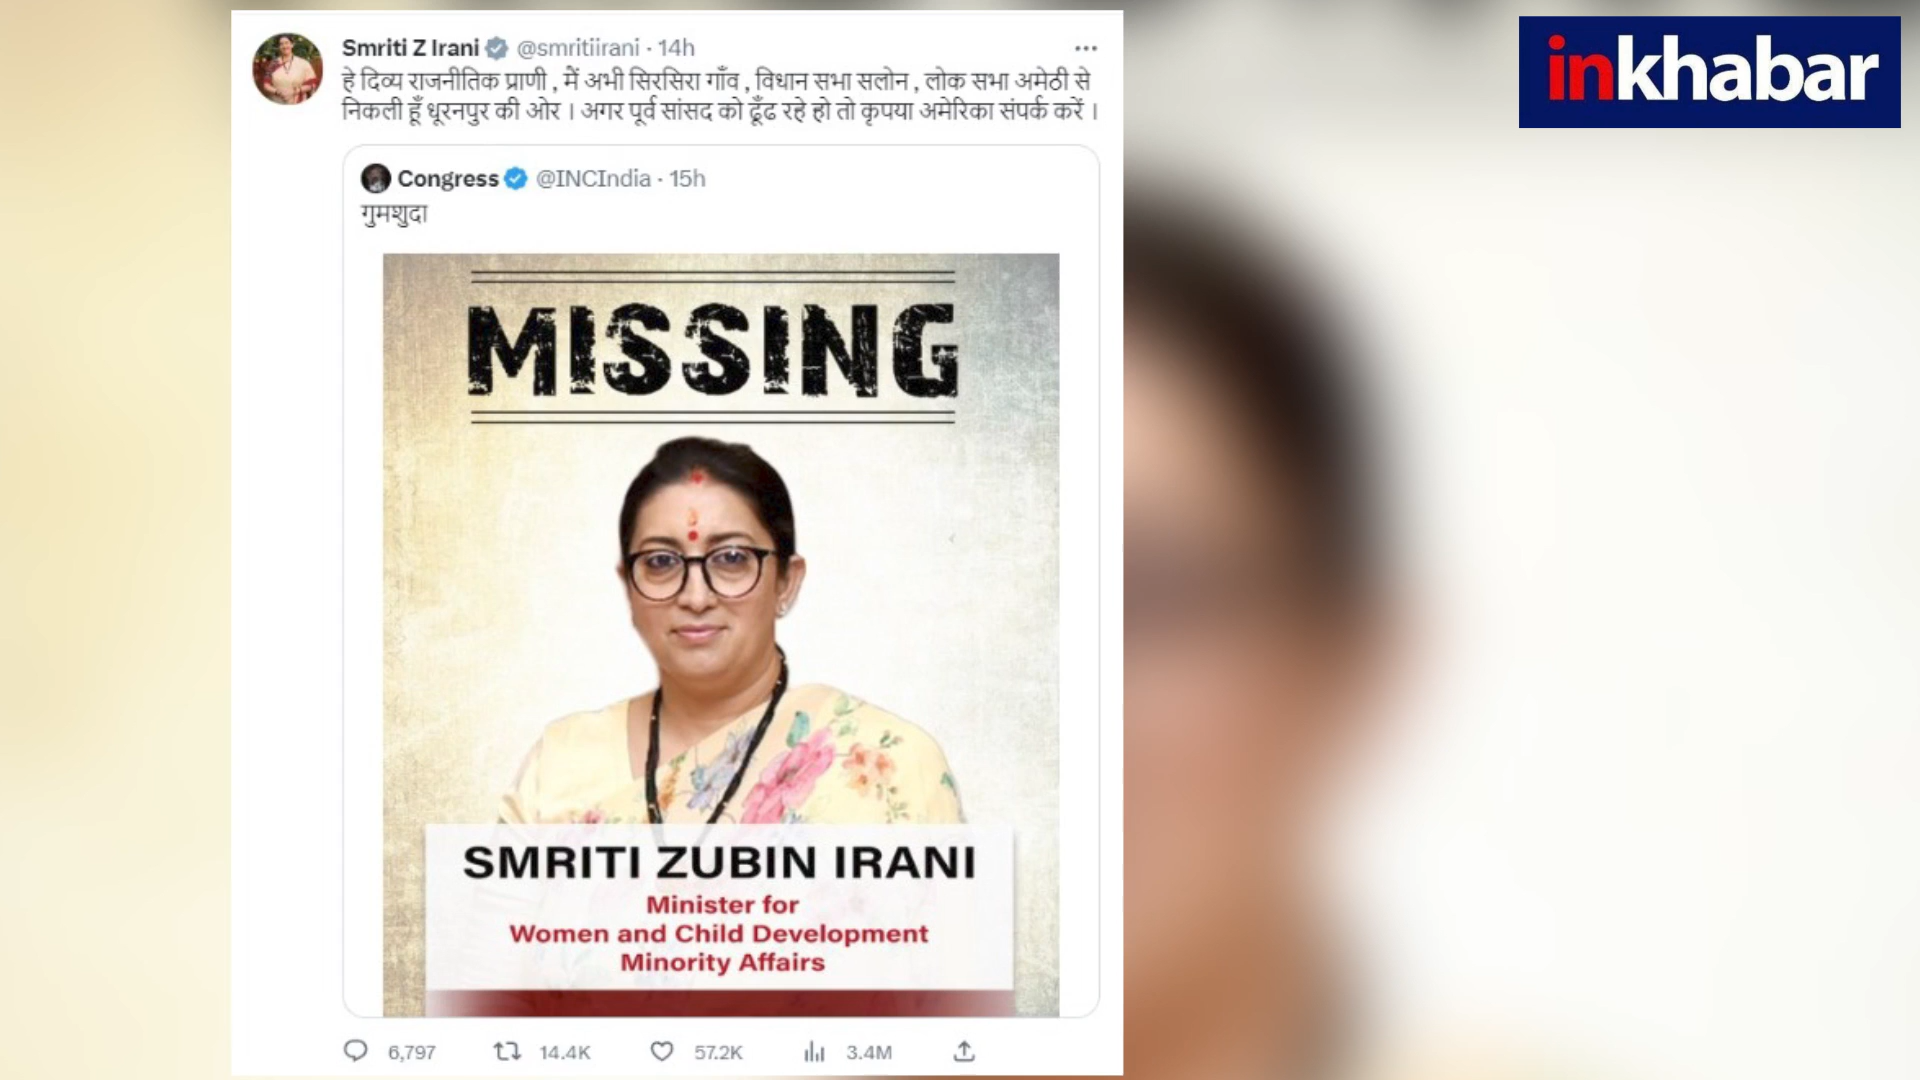 inkhabar
Smriti Z Irani @smritiirani · 14h
हे दिव्य राजनीतिक प्राणी , मैं अभी सिरसिरा गाँव , विधान सभा सलोन , लोक सभा अमेठी से
निकली हूँ धूरनपुर की ओर । अगर पूर्व सांसद को ढूँढ रहे हो तो कृपया अमेरिका संपर्क करें ।
Congress @INCIndia · 15h
गुमशुदा
MISSING
SMRITI ZUBIN IRANI
Minister for
Women and Child Development
Minority Affairs
6,797 14.4K 57.2K 3.4M